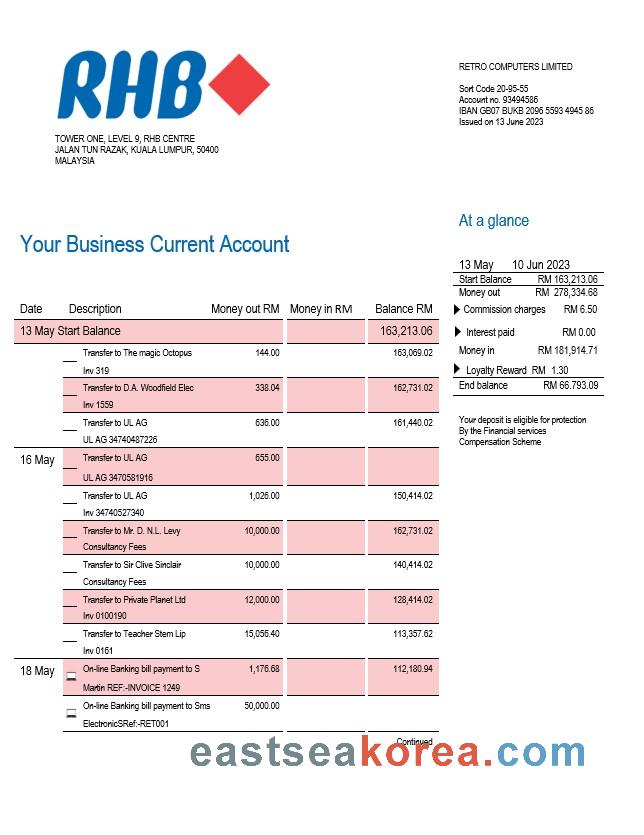 RHB
TOWER ONE, LEVEL 9, RHB CENTRE
JALAN TUN RAZAK, KUALA LUMPUR, 50400
MALAYSIA
RETRO COMPUTERS LIMITED
Sort Code 20-95-55
Account no. 93494586
IBAN GB07 BUKB 2096 5593 4945 86
Issued on 13 June 2023
Your Business Current Account
At a glance
13 May 10 Jun 2023
Start Balance RM 163,213.06
Money out RM 278,334.68
Commission charges RM 6.50
Interest paid RM 0.00
Money in RM 181,914.71
Loyalty Reward RM 1.30
End balance RM 66.793.09
Your deposit is eligible for protection
By the Financial services
Compensation Scheme
Date Description Money out RM Money in RM Balance RM
13 May Start Balance 163,213.06
Transfer to The magic Octopus 144.00 163,069.02
Inv 319
Transfer to D.A. Woodfield Elec 338.04 162,731.02
Inv 1559
Transfer to UL AG 636.00 161,440.02
UL AG 34740487226
16 May Transfer to UL AG 655.00
UL AG 3470581916
Transfer to UL AG 1,026.00 150,414.02
Inv 34740527340
Transfer to Mr. D. N.L. Levy 10,000.00 162,731.02
Consultancy Fees
Transfer to Sir Clive Sinclair 10,000.00 140,414.02
Consultancy Fees
Transfer to Private Planet Ltd 12,000.00 128,414.02
Inv 0100190
Transfer to Teacher Stem Lip 15,056.40 113,357.62
Inv 0161
18 May On-line Banking bill payment to S 1,176.68 112,180.94
Martin REF:-INVOICE 1249
On-line Banking bill payment to Sms 50,000.00
ElectronicSRef:-RET001
Continued
eastseakorea.com